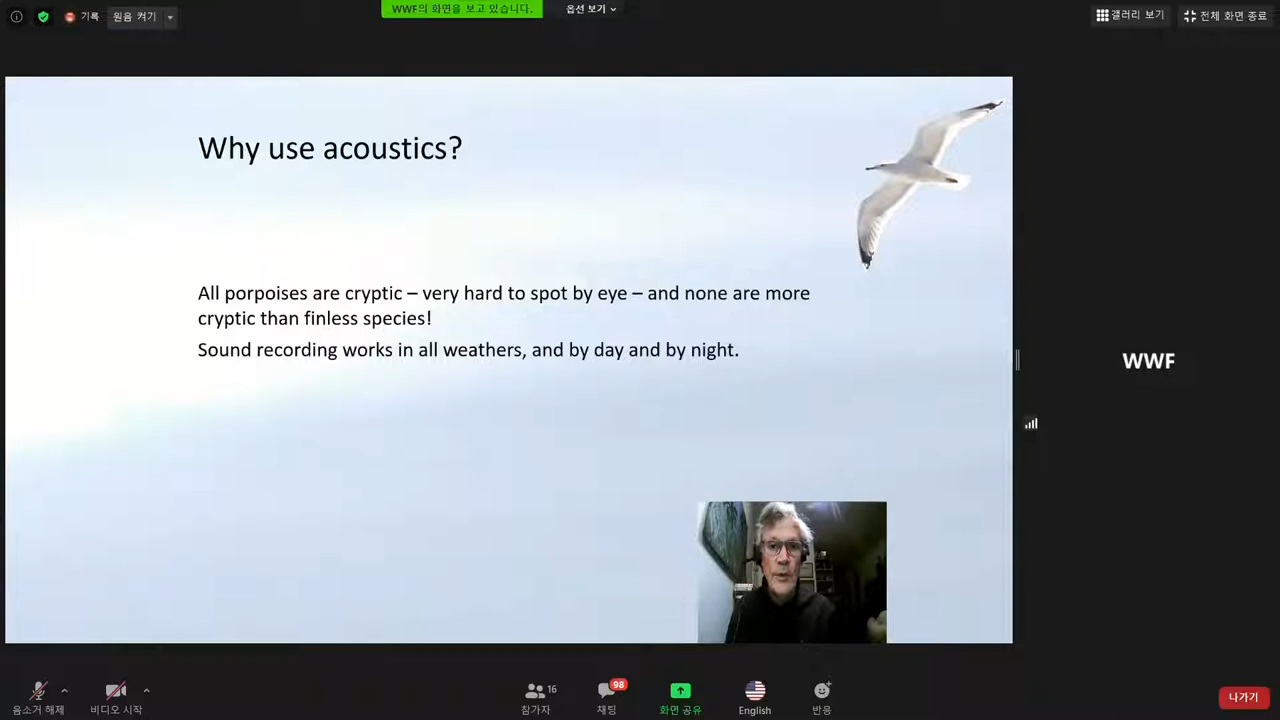 기록
원음 켜기
WWF의 화면을 보고 있습니다.
옵션 보기
갤러리 보기
전체 화면 종료
Why use acoustics?
All porpoises are cryptic – very hard to spot by eye – and none are more
cryptic than finless species!
Sound recording works in all weathers, and by day and by night.
WWF
음소거 해제
비디오 시작
16
참가자
98
채팅
화면 공유
English
반응
나가기